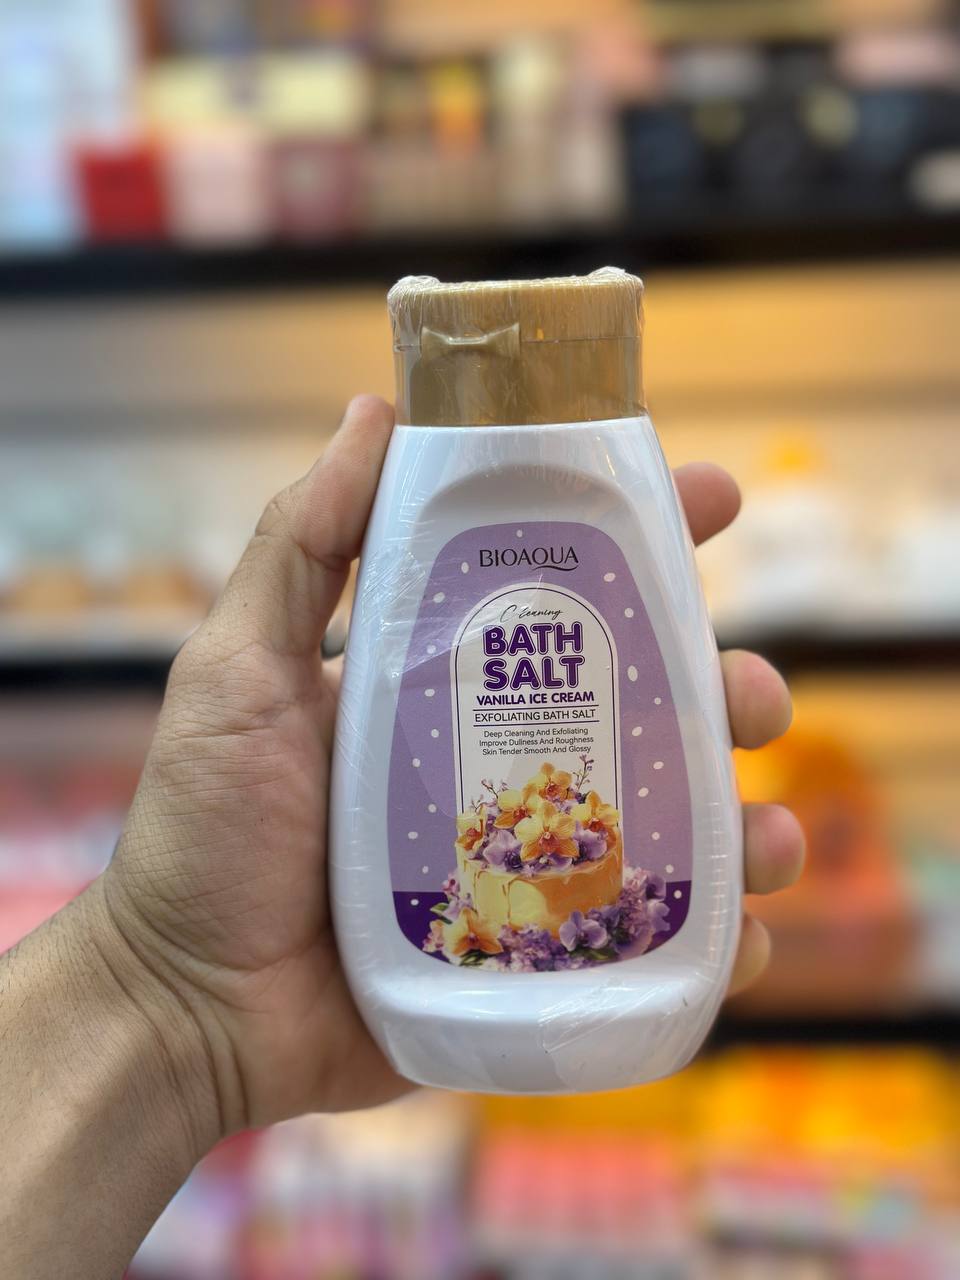 BIOAQUA
Cleaning
BATH
SALT
VANILLA ICE CREAM
EXFOLIATING BATH SALT
Deep Cleaning And Exfoliating
Improve Dullness And Roughness
Skin Tender Smooth And Glossy